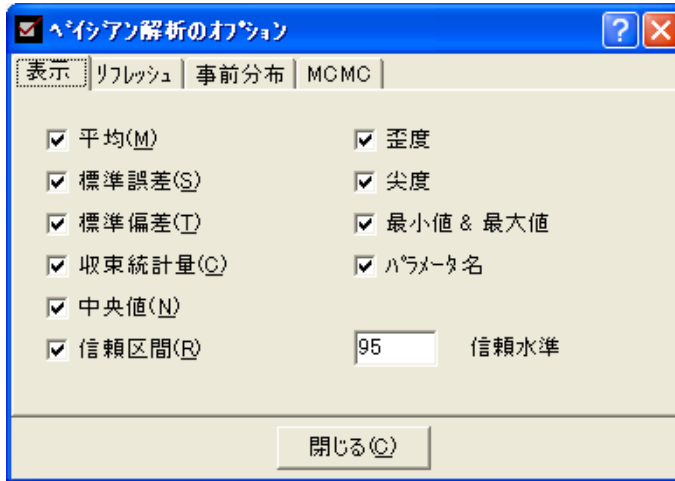 ﾍﾞｲｼﾞｱﾝ解析のｵﾌﾟｼｮﾝ
表示 ﾘﾌﾚｯｼｭ 事前分布 MCMC
平均(M) 歪度
標準誤差(S) 尖度
標準偏差(T) 最小値 & 最大値
収束統計量(C) ﾊﾟﾗﾒｰﾀ名
中央値(N)
信頼区間(R) 95 信頼水準
閉じる(C)